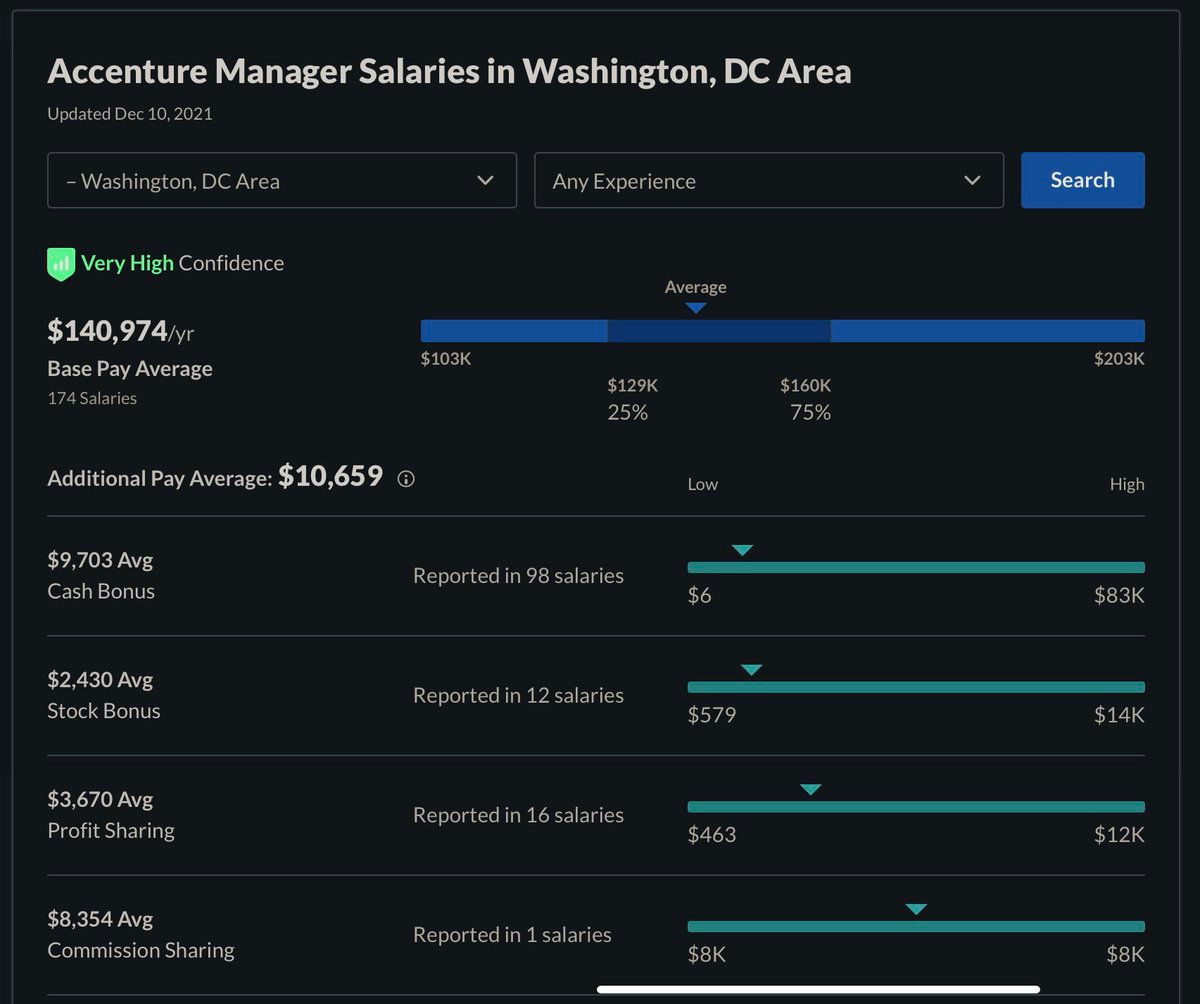 Accenture Manager Salaries in Washington, DC Area
Updated Dec 10, 2021
– Washington, DC Area
Any Experience
Search
Very High Confidence
Average
$140,974/yr
Base Pay Average
174 Salaries
$103K
$203K
$129K
$160K
25%
75%
Additional Pay Average: $10,659
Low
High
$9,703 Avg
Cash Bonus
Reported in 98 salaries
$6
$83K
$2,430 Avg
Stock Bonus
Reported in 12 salaries
$579
$14K
$3,670 Avg
Profit Sharing
Reported in 16 salaries
$463
$12K
$8,354 Avg
Commission Sharing
Reported in 1 salaries
$8K
$8K